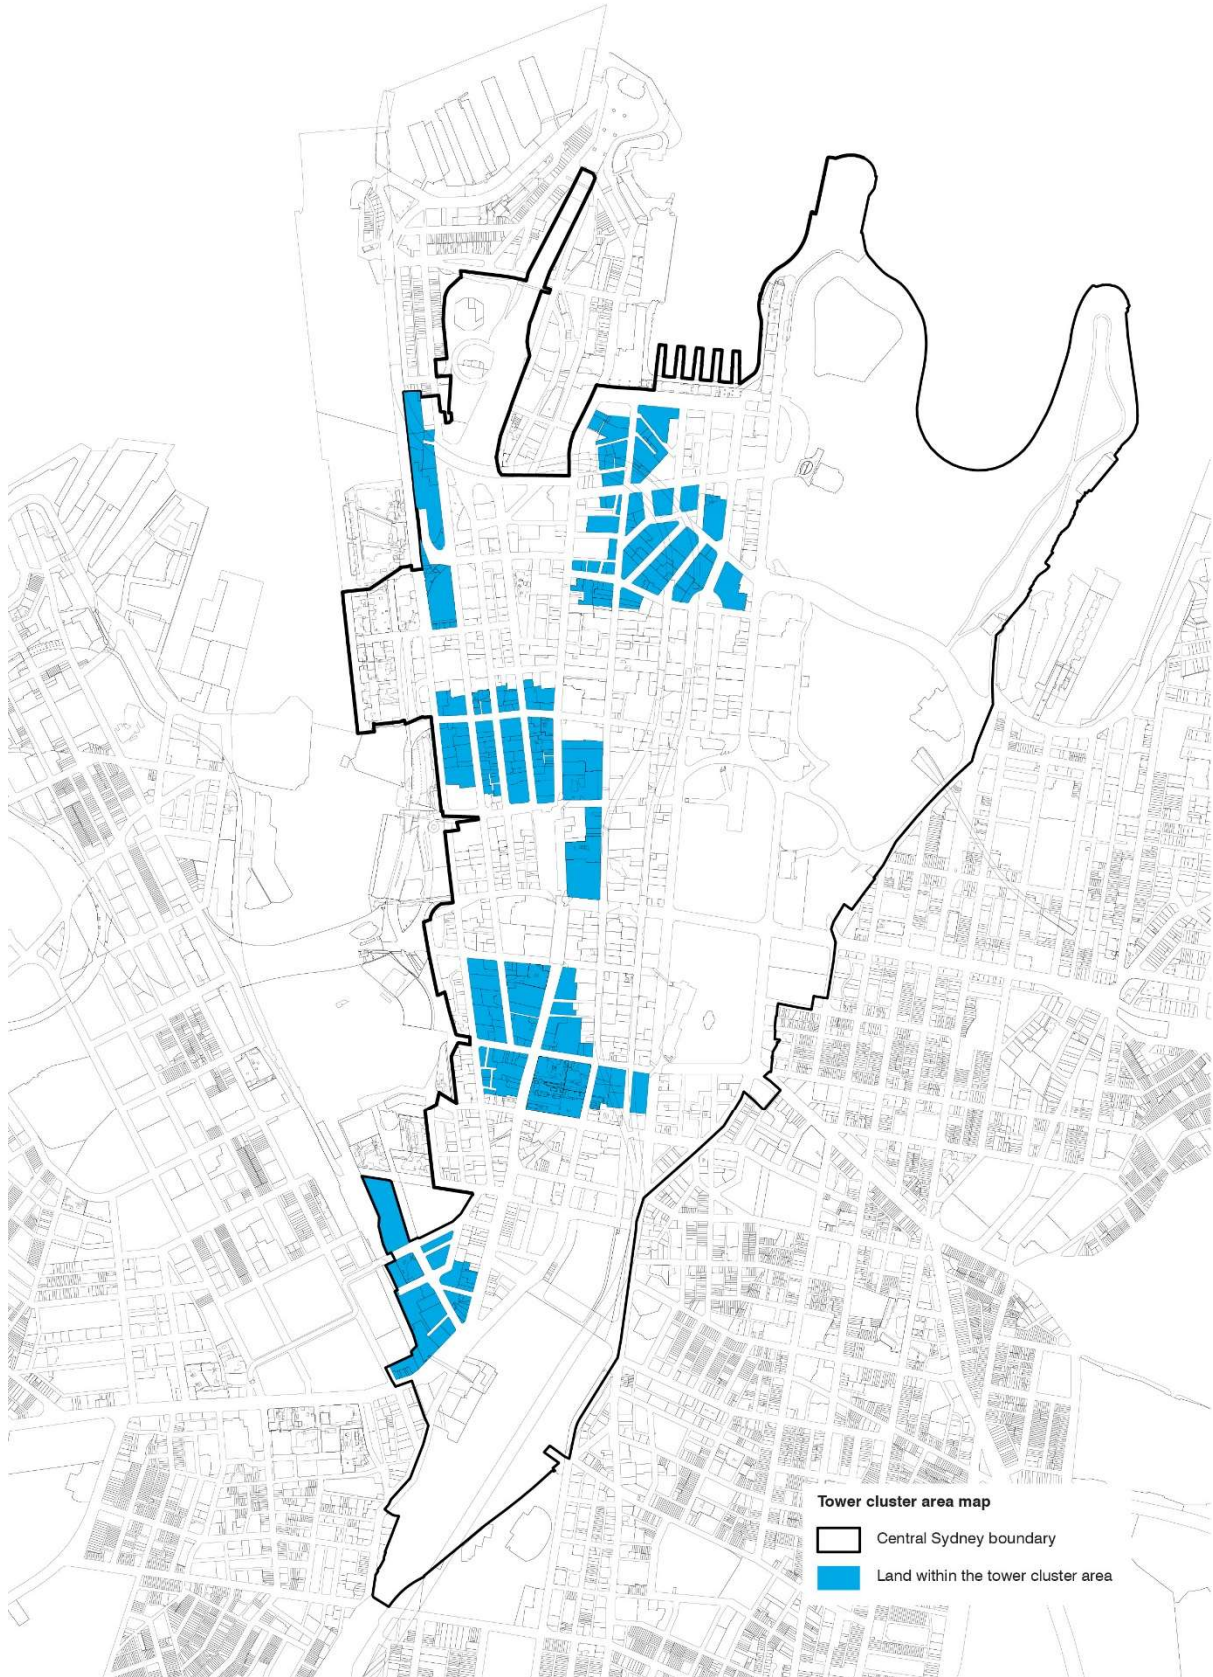 Tower cluster area map
Central Sydney boundary
Land within the tower cluster area